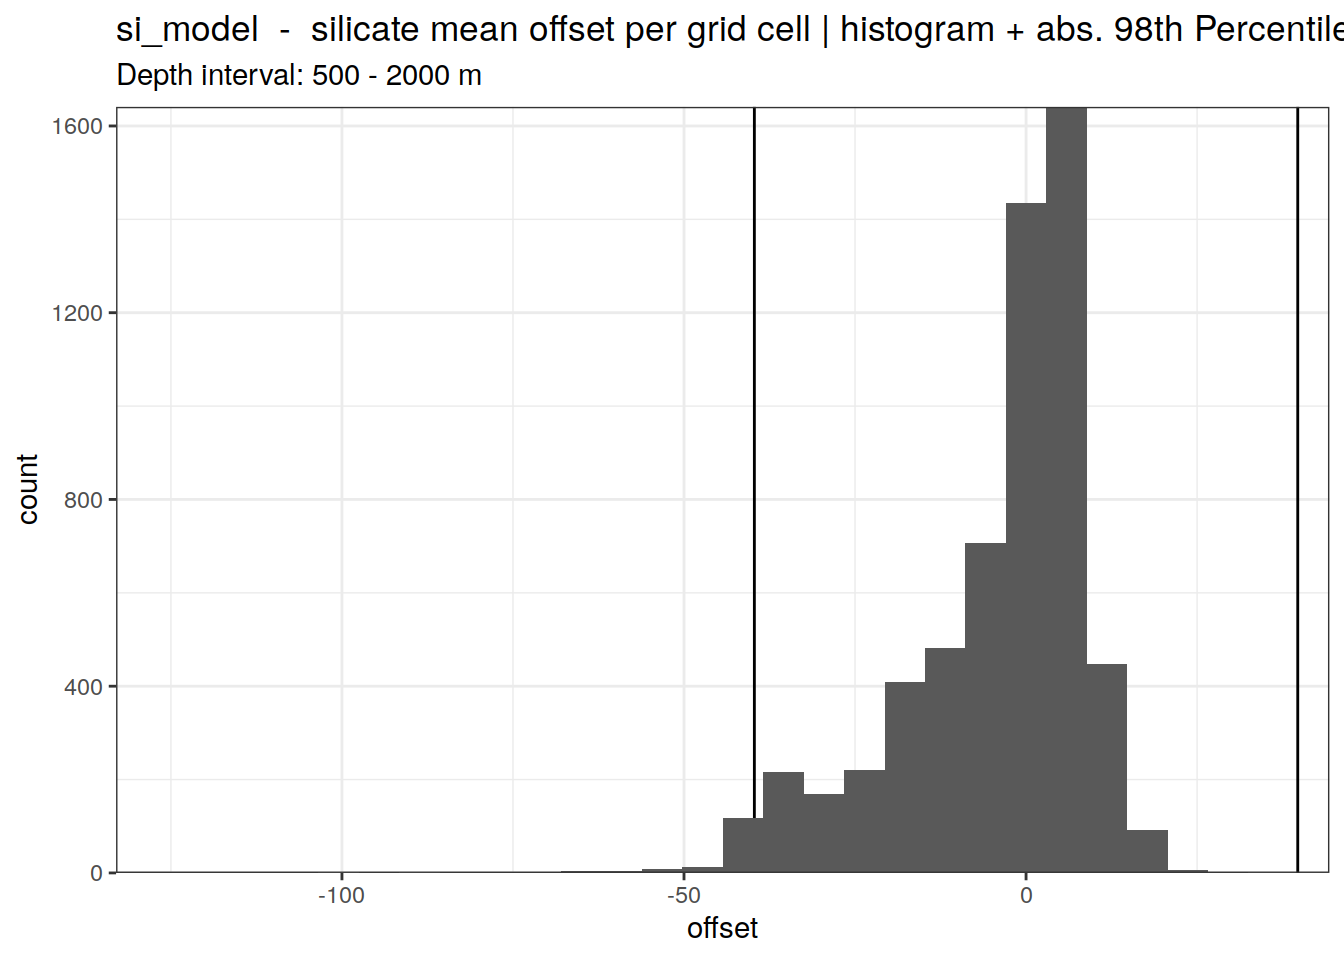 si_model  -  silicate mean offset per grid cell | histogram + abs. 98th Percentile
Depth interval: 500 - 2000 m
1600
1200
800
400
0
count
-100
-50
0
offset